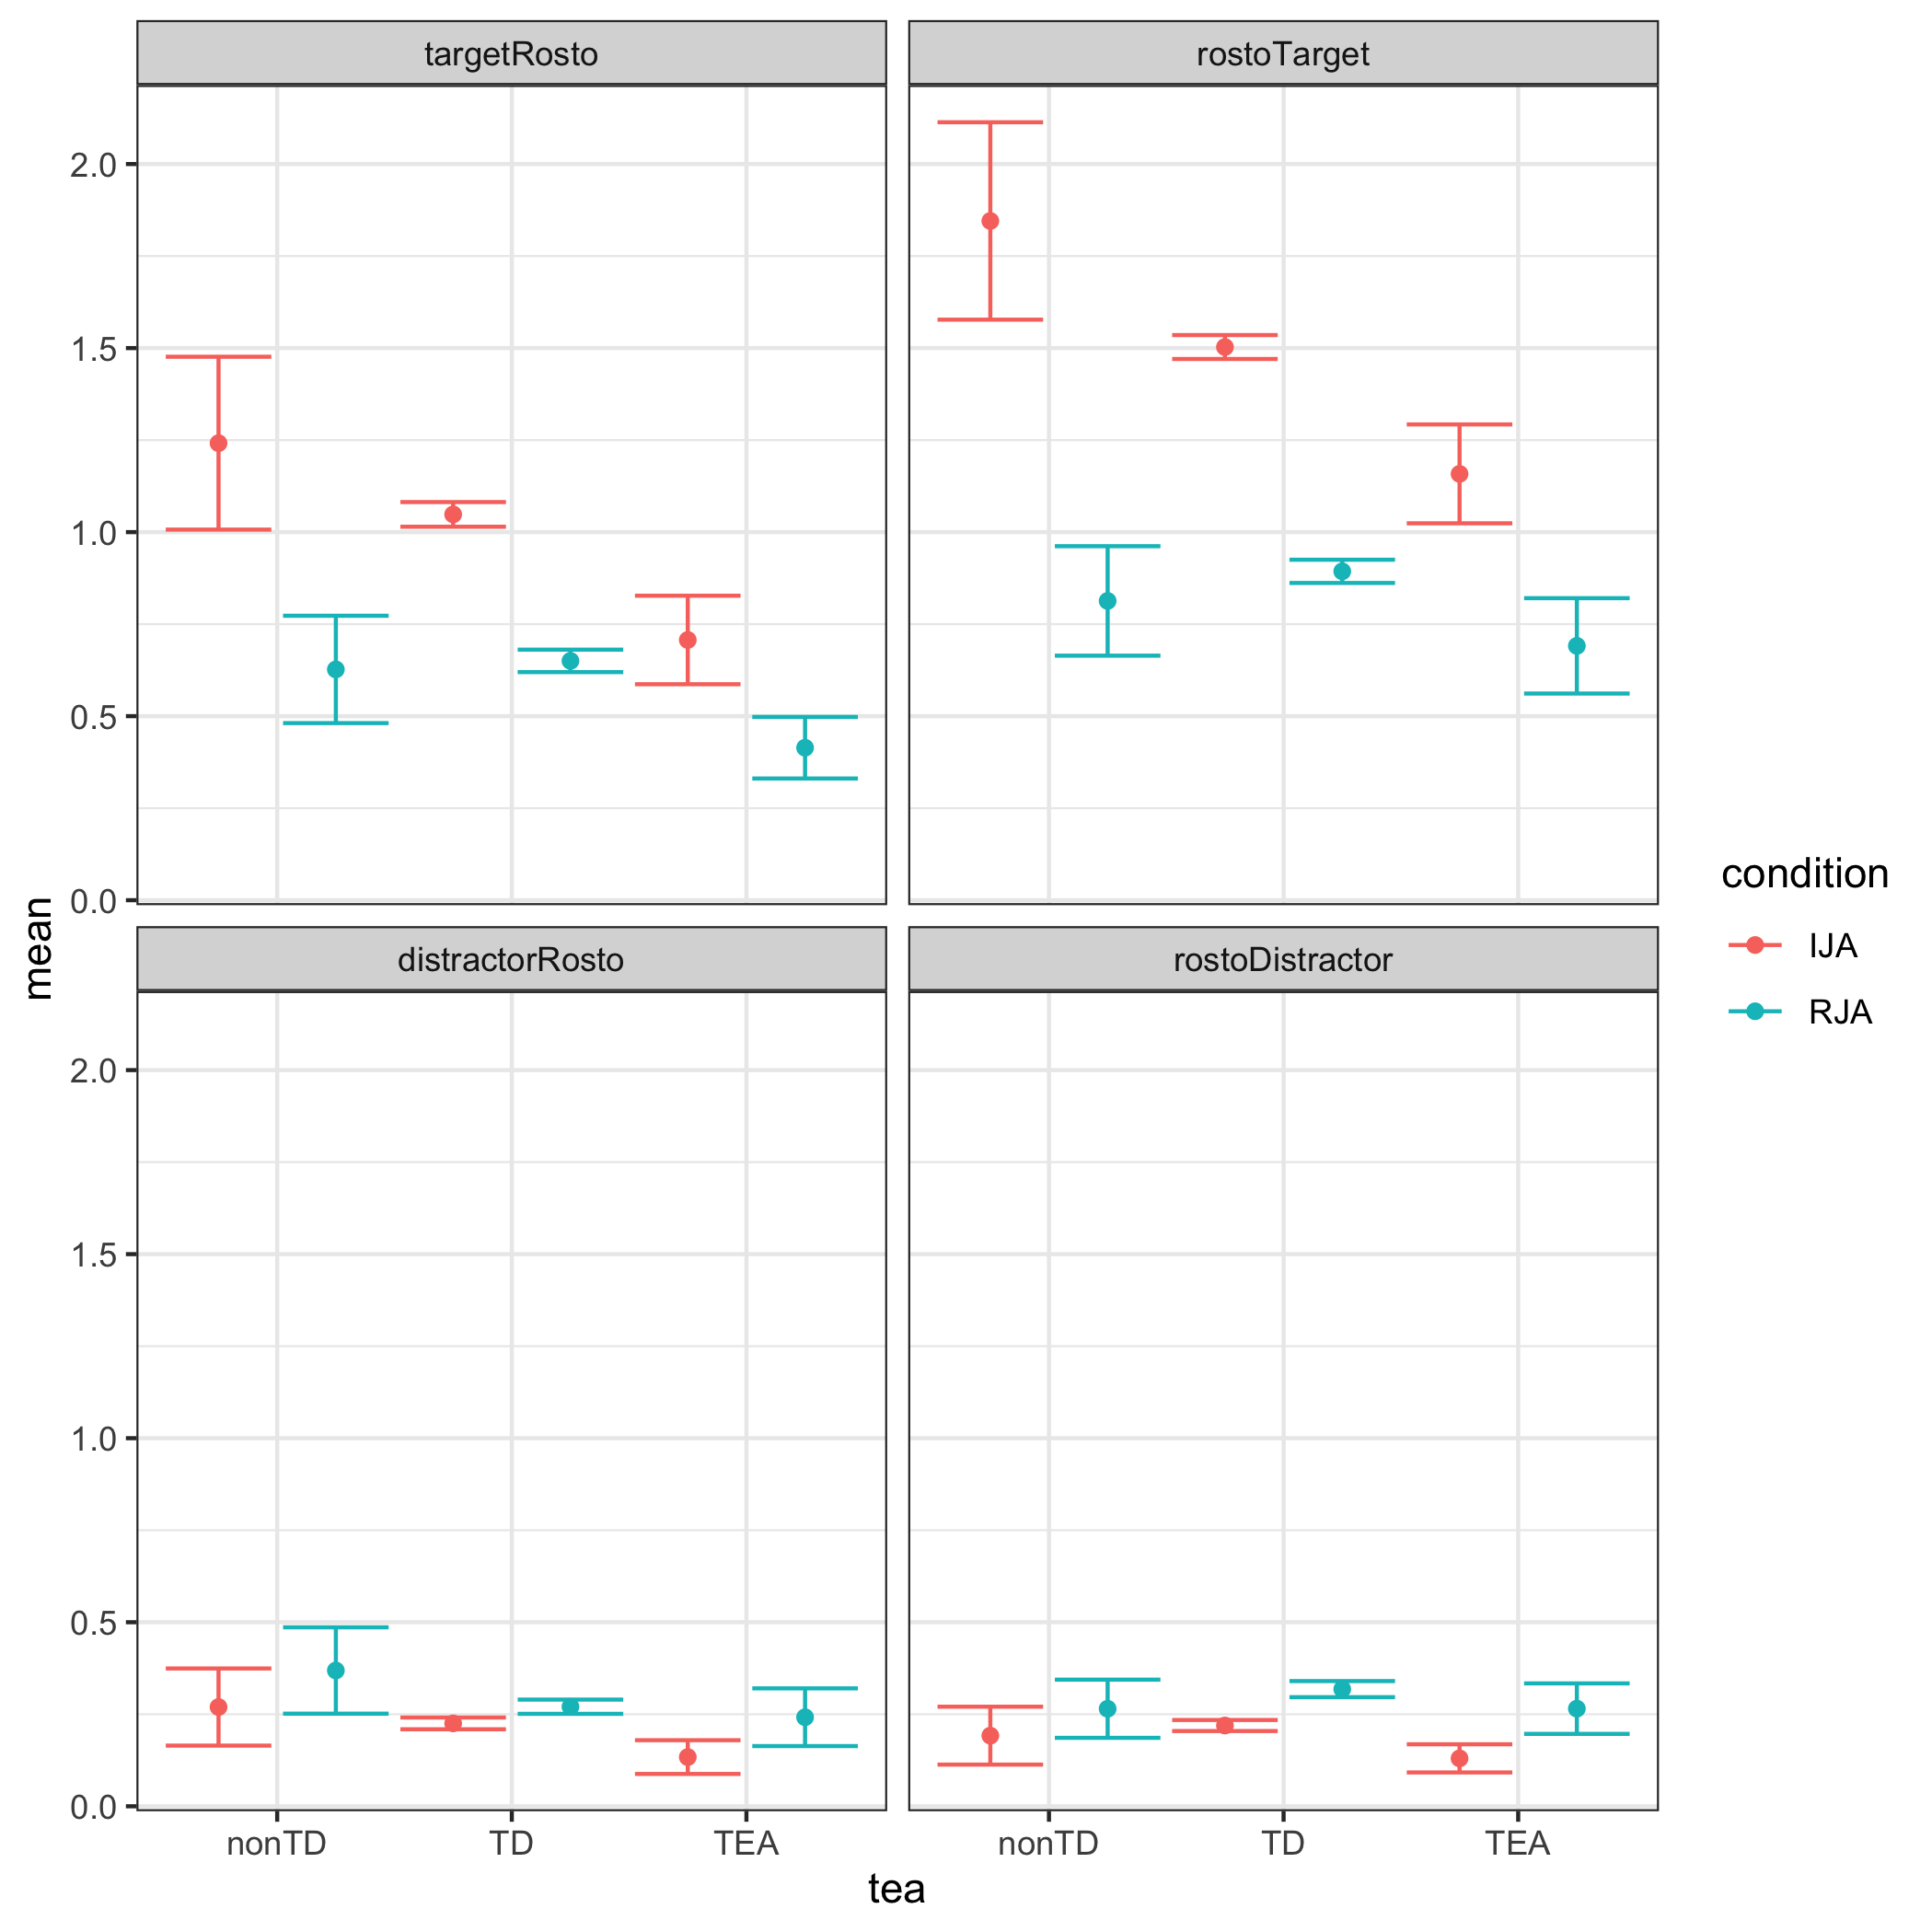 targetRosto
rostoTarget
2.0
1.5
1.0
0.5
0.0
distractorRosto
rostoDistractor
2.0
1.5
1.0
0.5
0.0
nonTD
TD
TEA
nonTD
TD
TEA
tea
mean
condition
IJA
RJA